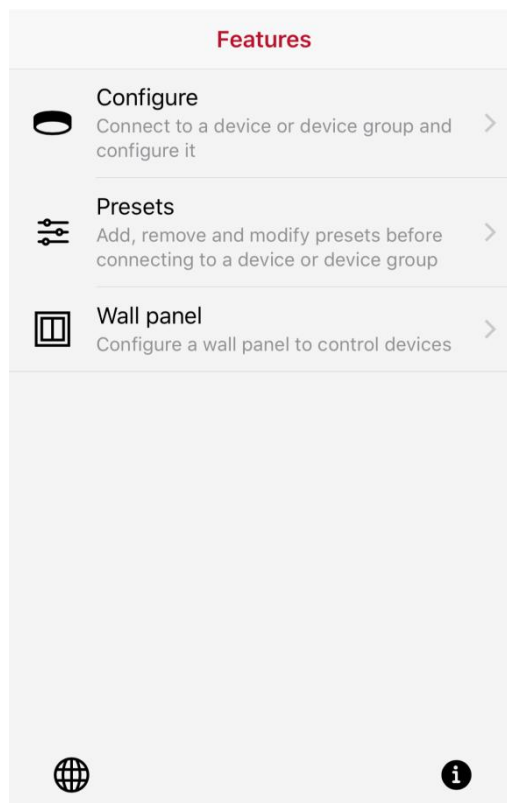 Features
Configure
Connect to a device or device group and
configure it
Presets
Add, remove and modify presets before
connecting to a device or device group
Wall panel
Configure a wall panel to control devices